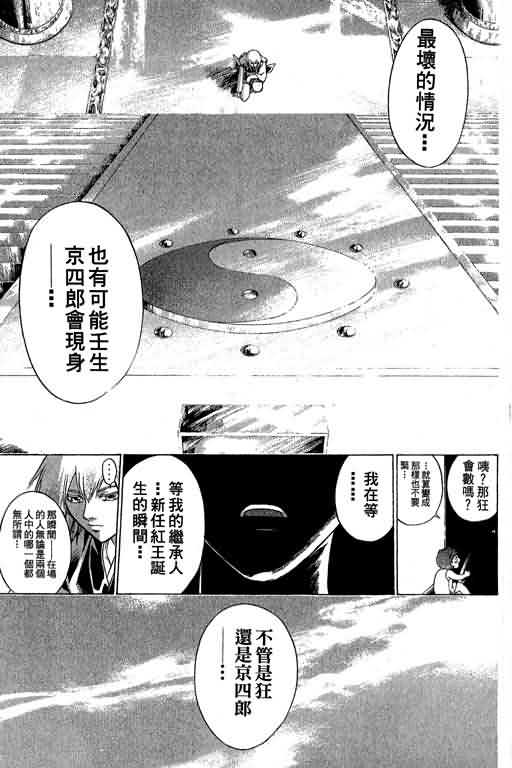 最壞的情況…
也有可能壬生
京四郎會現身
──…
咦？那狂
會數嗎？
…就算變成
那樣也不要
緊…
我在等
…
等我的繼承人
…新任紅王誕
生的瞬間…
…
那瞬間──在場
的人無論是兩個
人中的哪一個都
無所謂…
不管是狂
還是京四郎
──…